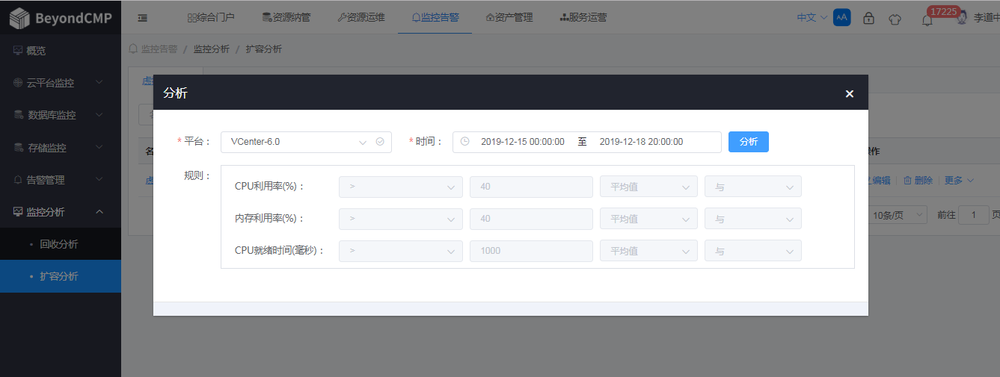 BeyondCMP
综合门户 资源纳管 资源运维 监控告警 资产管理 服务运营 中文 AA 17225 李道中
监控告警 / 监控分析 / 扩容分析
概览
云平台监控
数据库监控
存储监控
告警管理
监控分析
回收分析
扩容分析
分析 ×
* 平台： VCenter-6.0 * 时间： 2019-12-15 00:00:00 至 2019-12-18 20:00:00 分析
规则：
CPU利用率(%)： > 40 平均值 与
内存利用率(%)： > 40 平均值 与
CPU就绪时间(毫秒)： > 1000 平均值 与
编辑 删除 更多
10条/页 前往 1 页